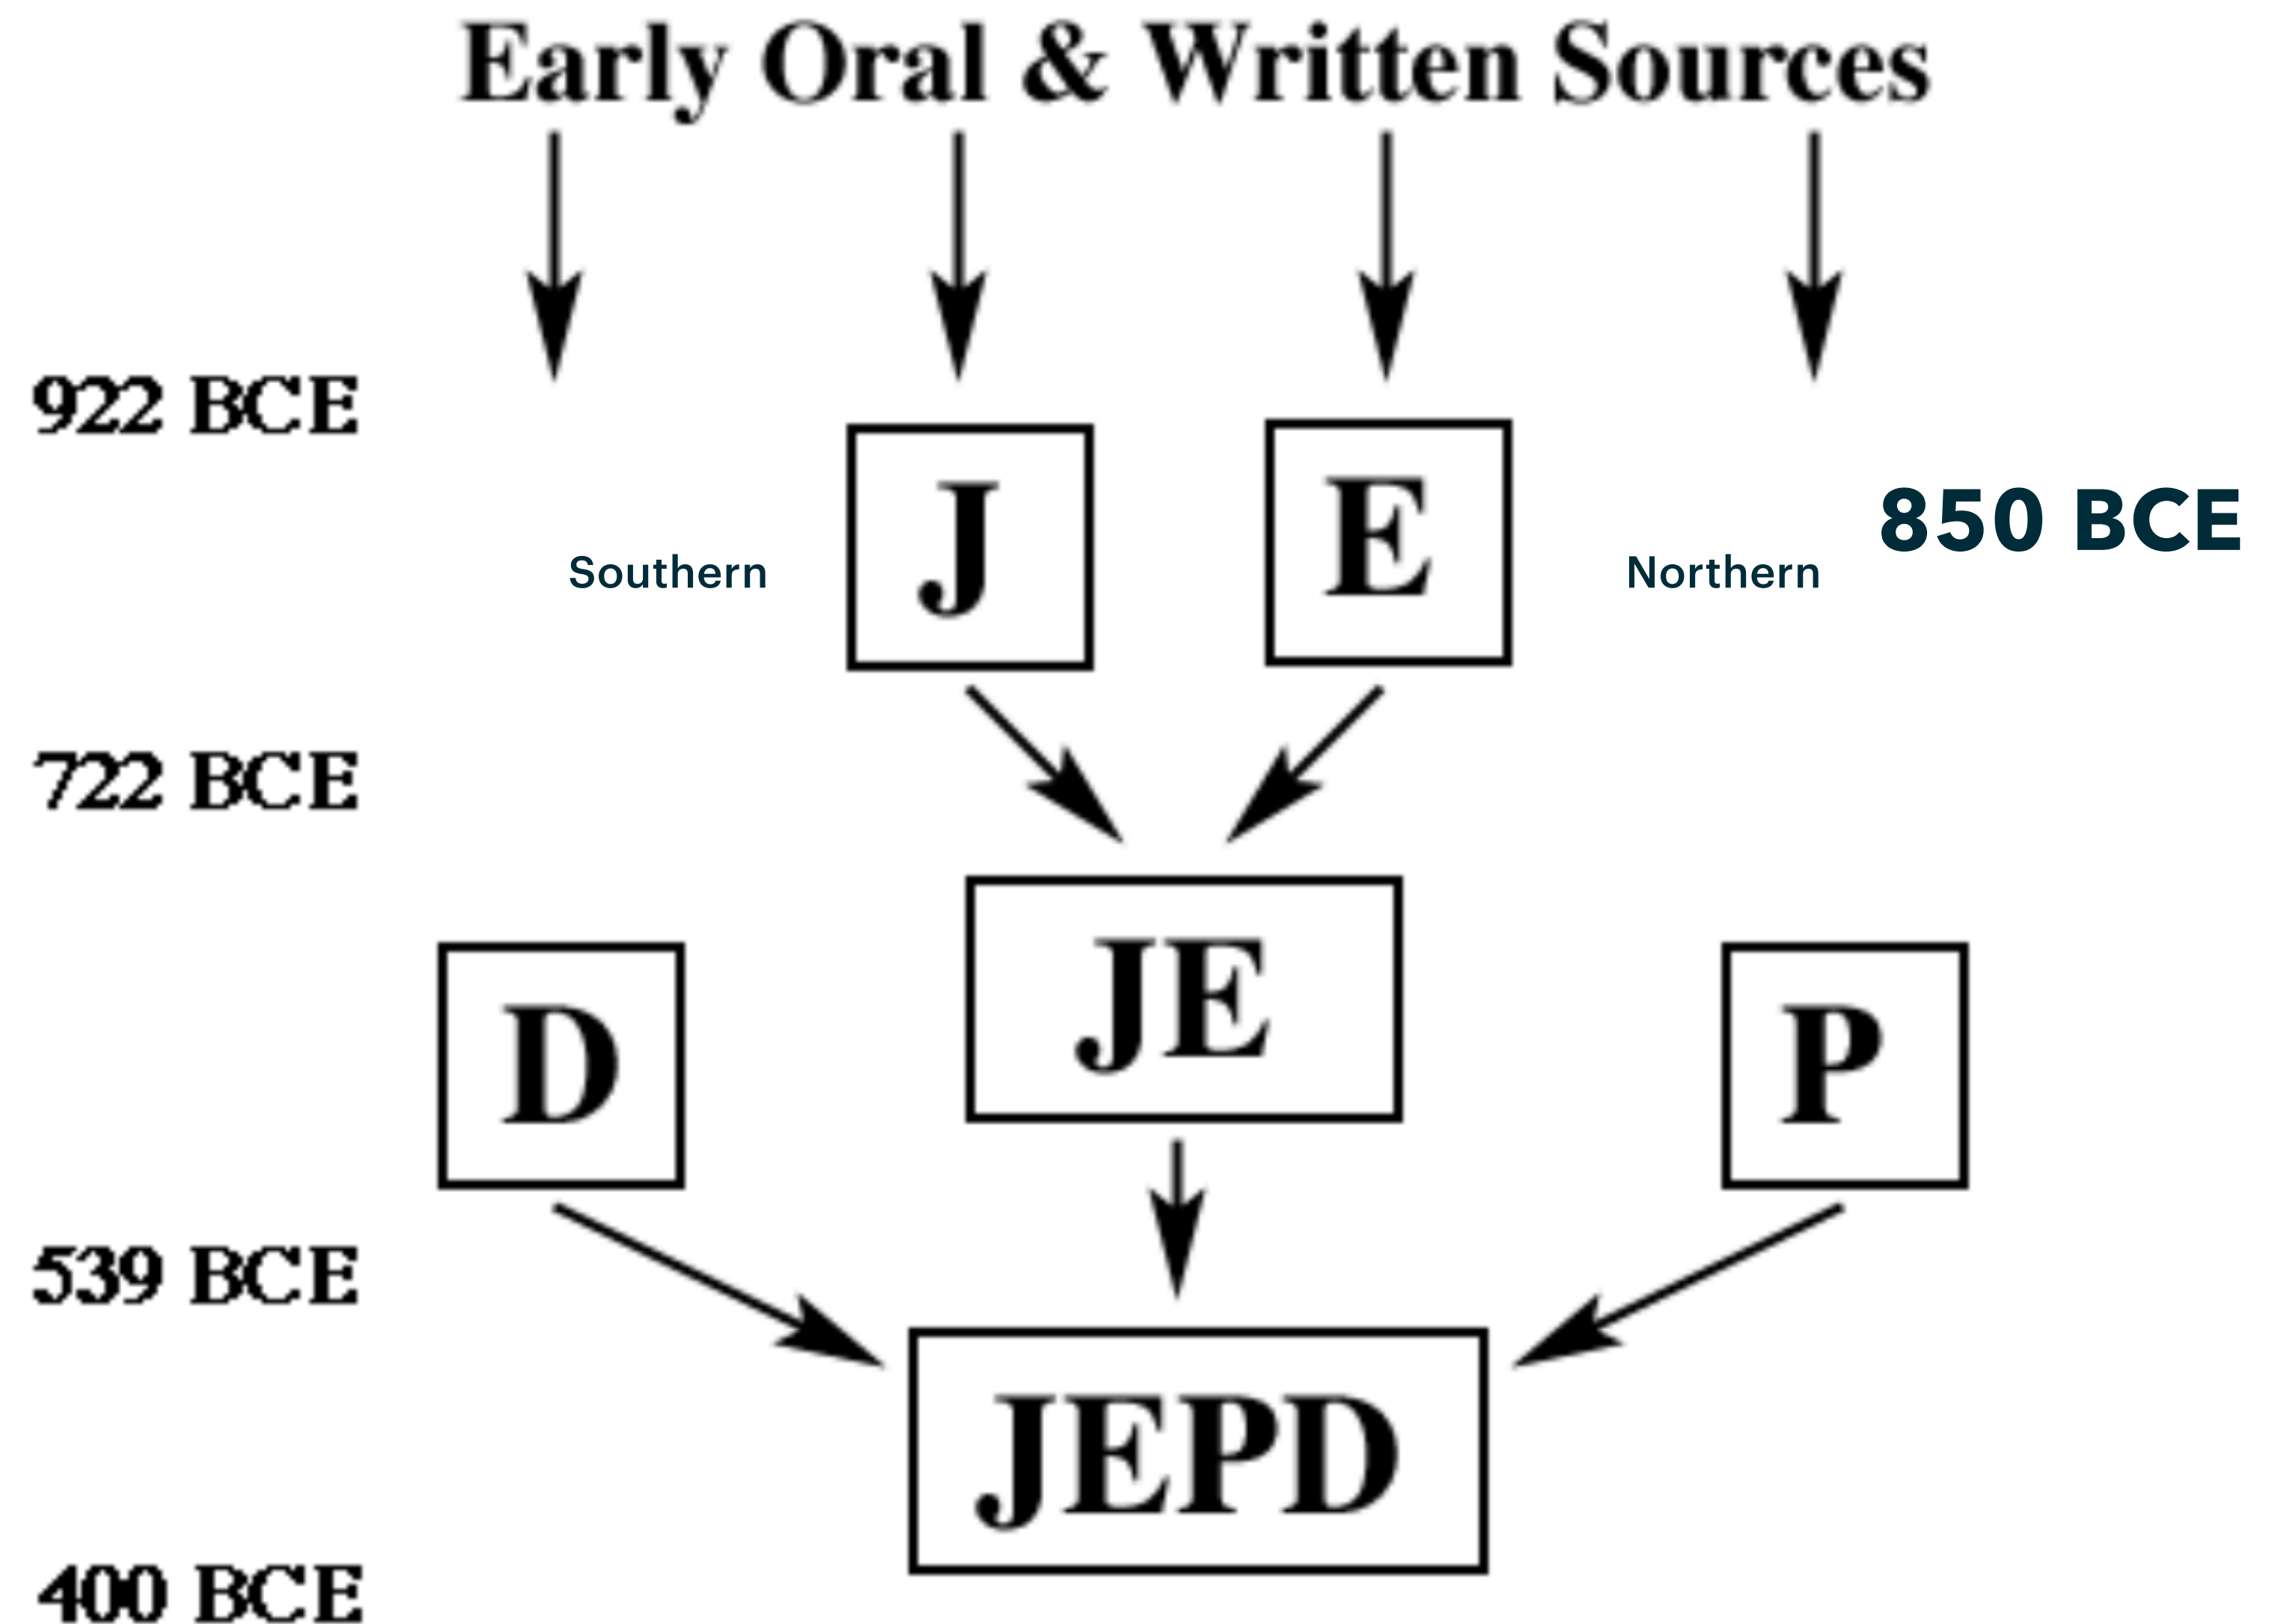 Early Oral & Written Sources
922 BCE
J
E
850 BCE
Southern
Northern
722 BCE
JE
D
P
539 BCE
JEPD
400 BCE